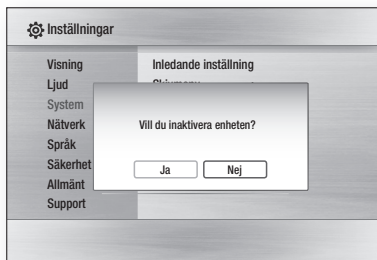 Inställningar
Visning
Inledande inställning
Ljud
System
Nätverk
Språk
Säkerhet
Allmänt
Support
Vill du inaktivera enheten?
Ja
Nej